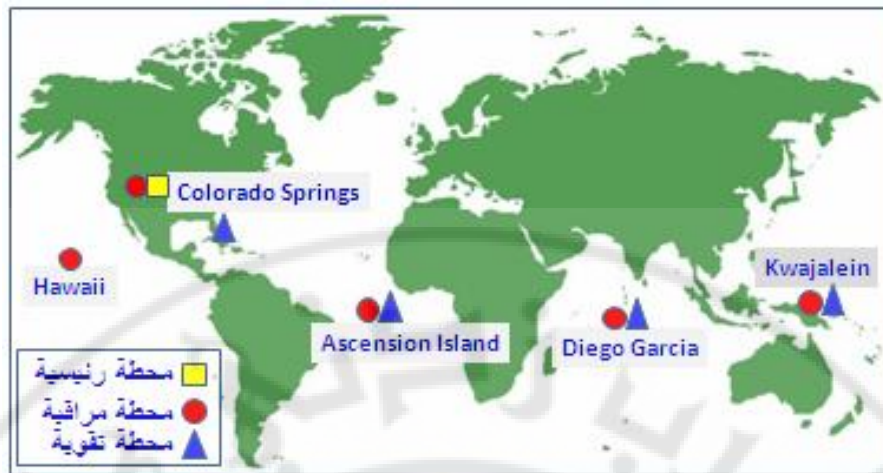 Colorado Springs
Hawaii
Kwajalein
Ascension Island
Diego Garcia
محطة رئيسية
محطة مراقبة
محطة تقوية